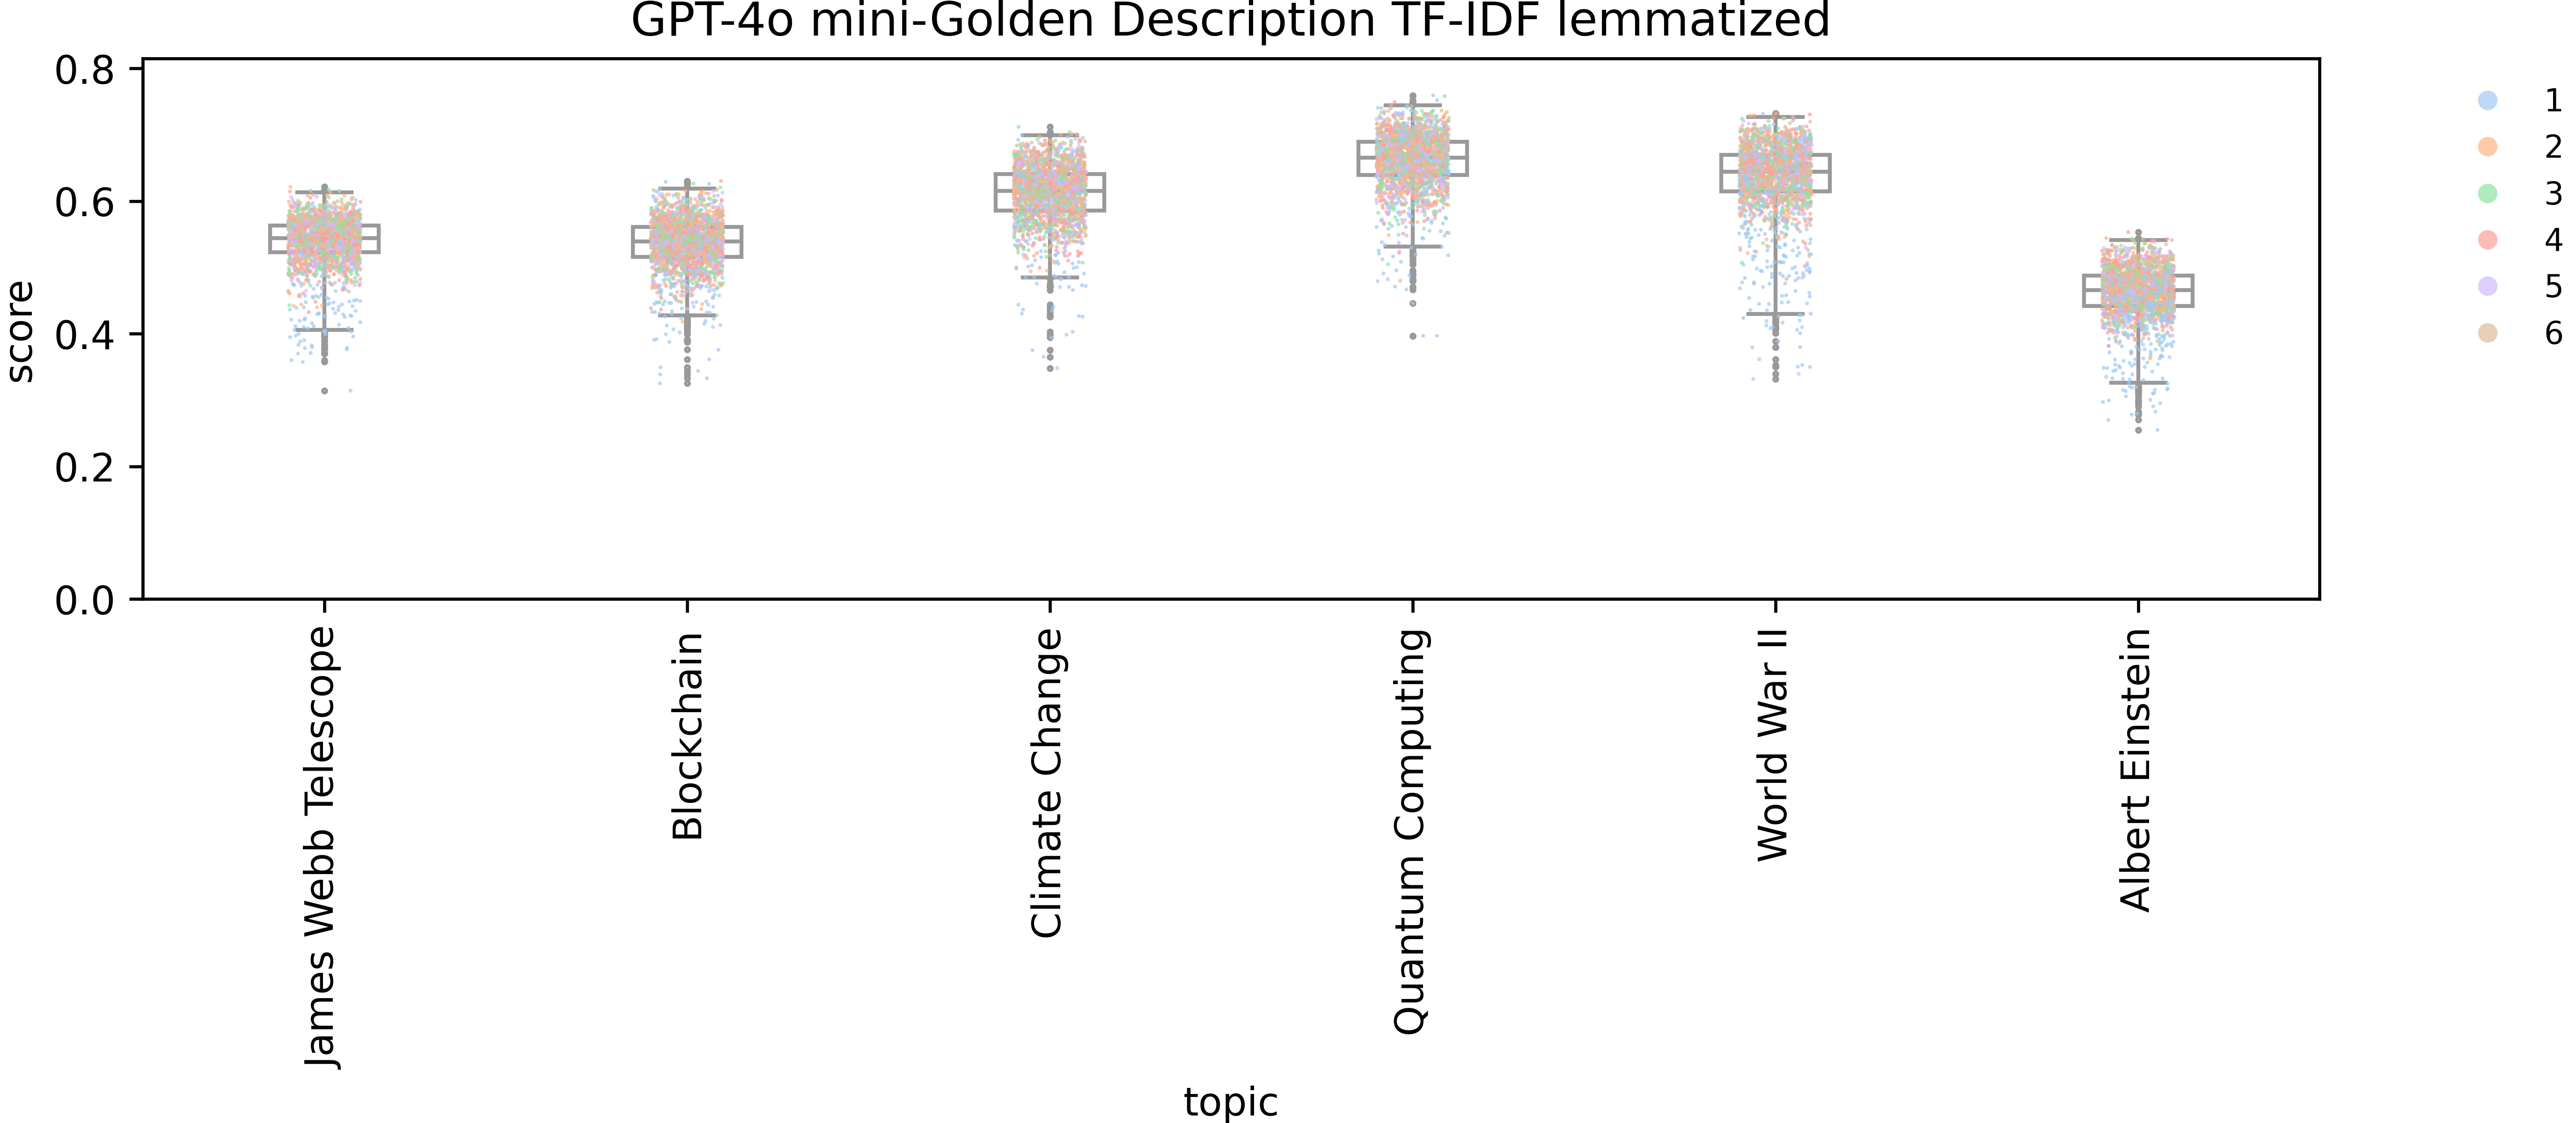 GPT-4o mini-Golden Description TF-IDF lemmatized
0.8
0.6
0.4
0.2
0.0
score
James Webb Telescope
Blockchain
Climate Change
Quantum Computing
World War II
Albert Einstein
topic
1
2
3
4
5
6